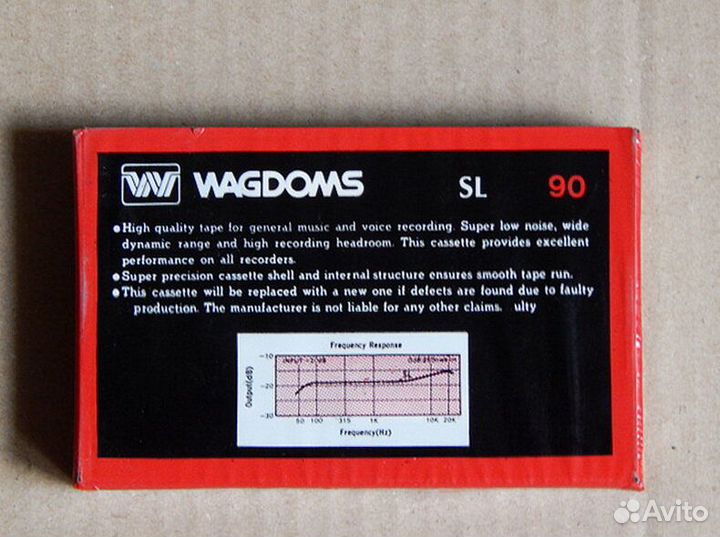 W WAGDOMS SL 90
●High quality tape for general music and voice recording. Super low noise, wide
dynamic range and high recording headroom. This cassette provides excellent
performance on all recorders.
●Super precision cassette shell and internal structure ensures smooth tape run.
●This cassette will be replaced with a new one if defects are found due to faulty
production. The manufacturer is not liable for any other claims. ulty
Frequency Response
INPUT -20dB 0dB
-10
SL
Output(dB)
-20
-30
50 100 315 1K 10K 20K
Frequency(Hz)
Avito